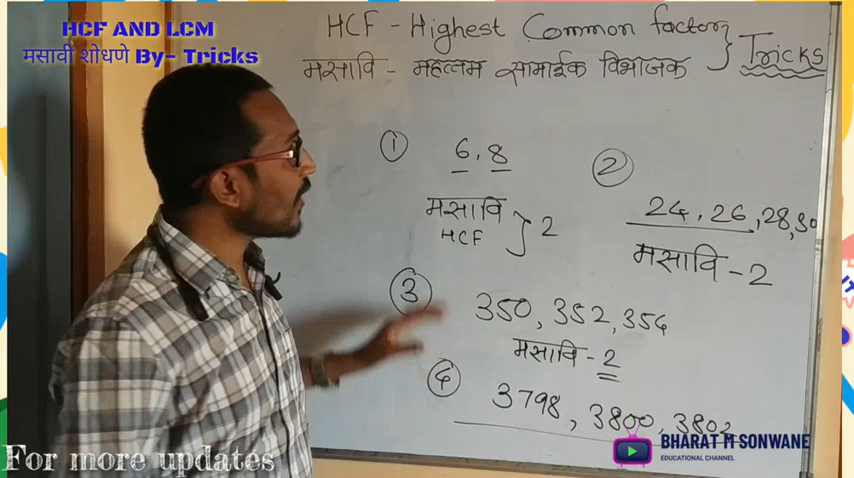 HCF AND LCM
मसावी शोधणे By- Tricks
HCF - Highest Common factor
मसावि - महत्तम सामाईक विभाजक
Tricks
① 6, 8
मसावि
HCF
2
② 24, 26, 28, 30
मसावि - 2
③ 350, 352, 354
मसावि - 2
④ 3798, 3800, 3802
BHARAT M SONWANE
EDUCATIONAL CHANNEL
For more updates